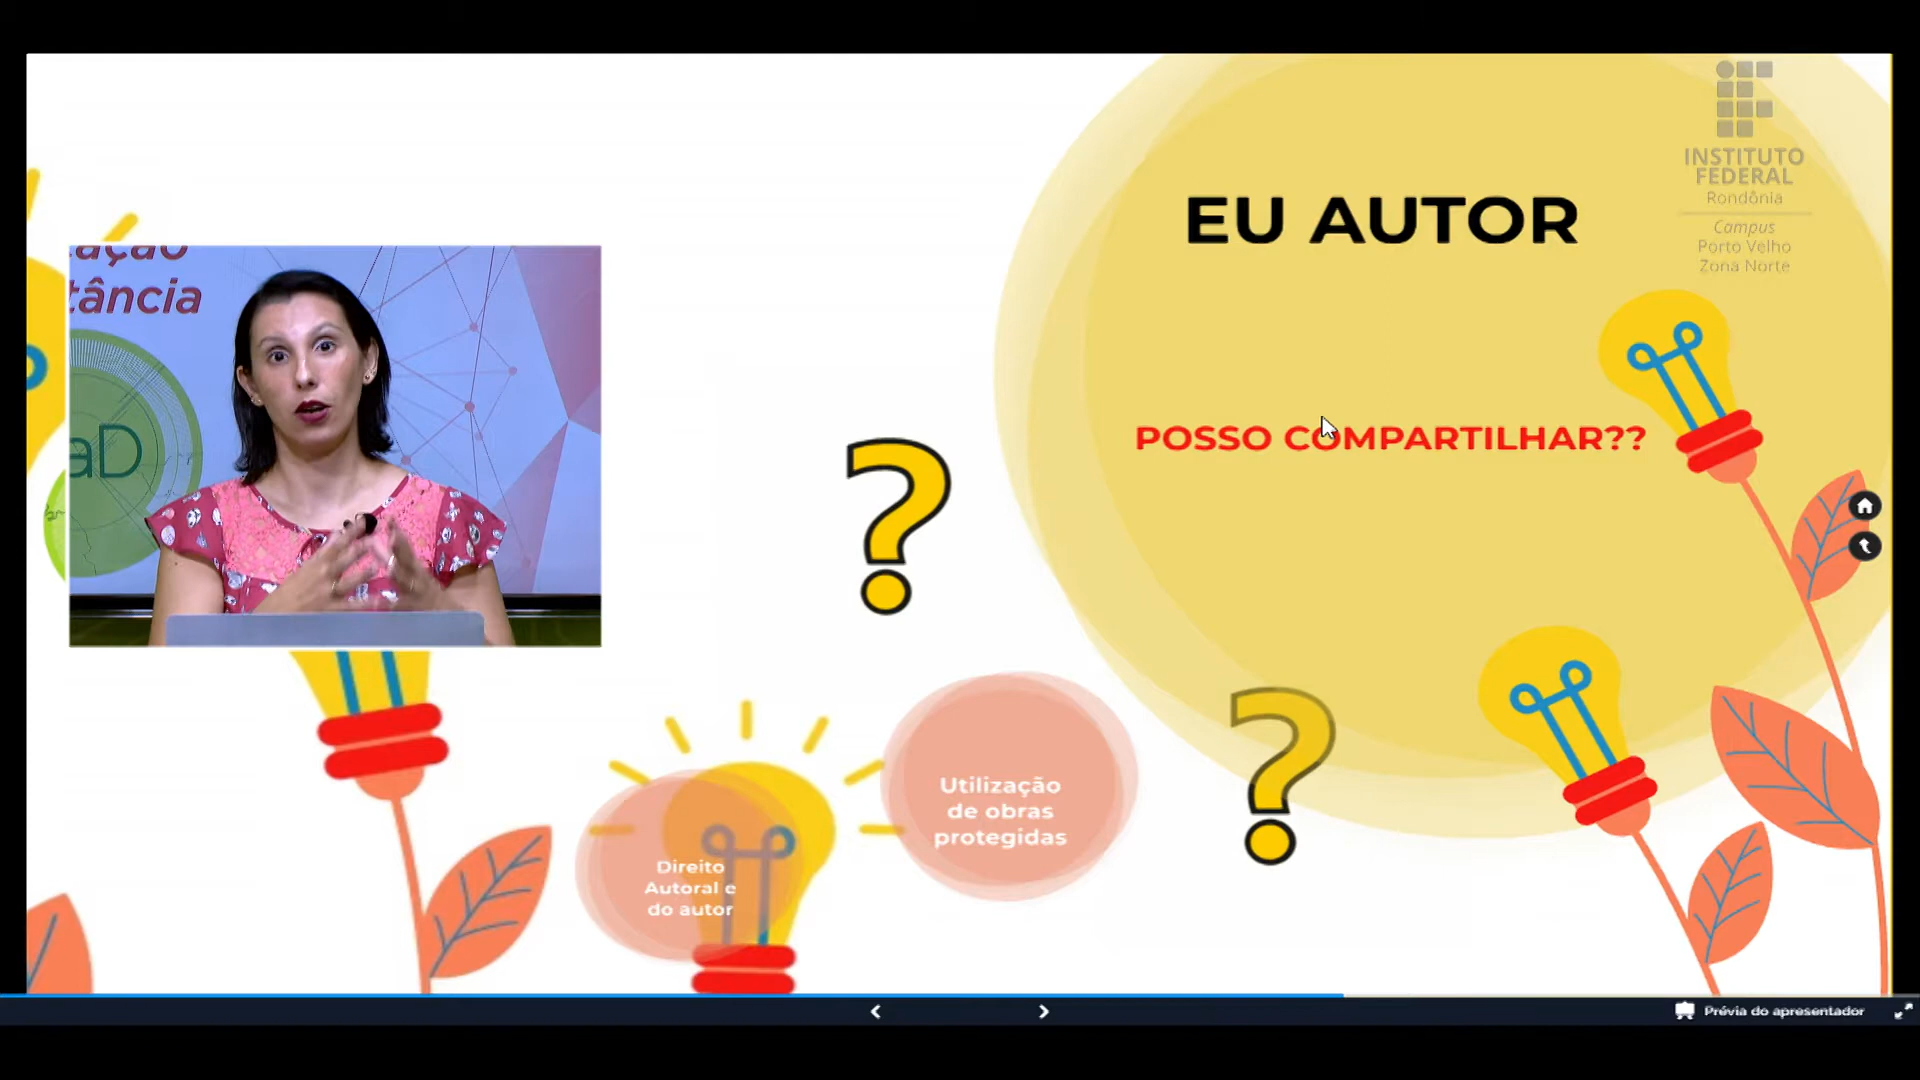 INSTITUTO
FEDERAL
Rondônia
Campus
Porto Velho
Zona Norte
EU AUTOR
tância
aD
POSSO COMPARTILHAR??
?
?
Utilização
de obras
protegidas
Direito
Autoral e
do autor
Prévia do apresentador